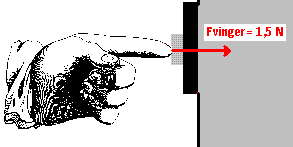 Fvinger = 1,5 N